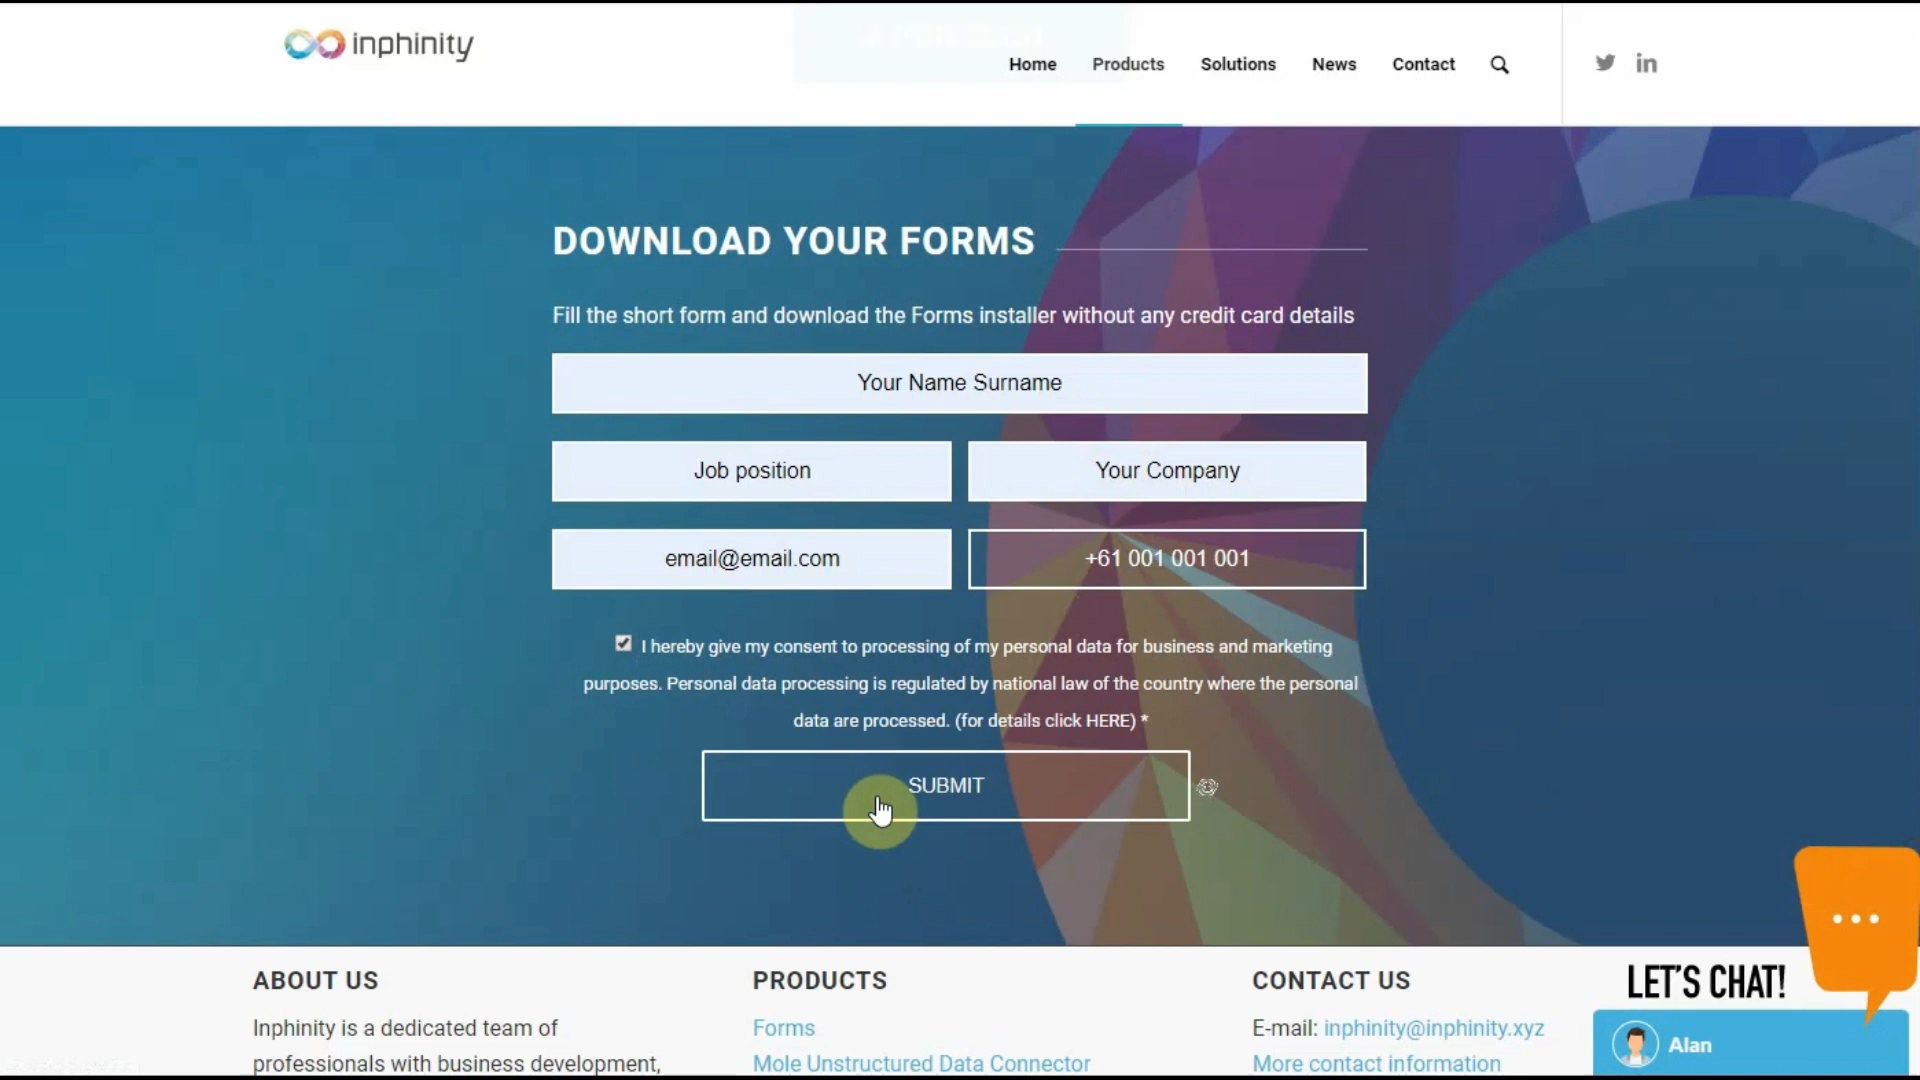 inphinity
Home Products Solutions News Contact
DOWNLOAD YOUR FORMS
Fill the short form and download the Forms installer without any credit card details
Your Name Surname
Job position
Your Company
email@email.com
+61 001 001 001
I hereby give my consent to processing of my personal data for business and marketing
purposes. Personal data processing is regulated by national law of the country where the personal
data are processed. (for details click HERE) *
SUBMIT
ABOUT US
Inphinity is a dedicated team of
professionals with business development,
PRODUCTS
Forms
Mole Unstructured Data Connector
CONTACT US
E-mail: inphinity@inphinity.xyz
More contact information
LET'S CHAT!
Alan